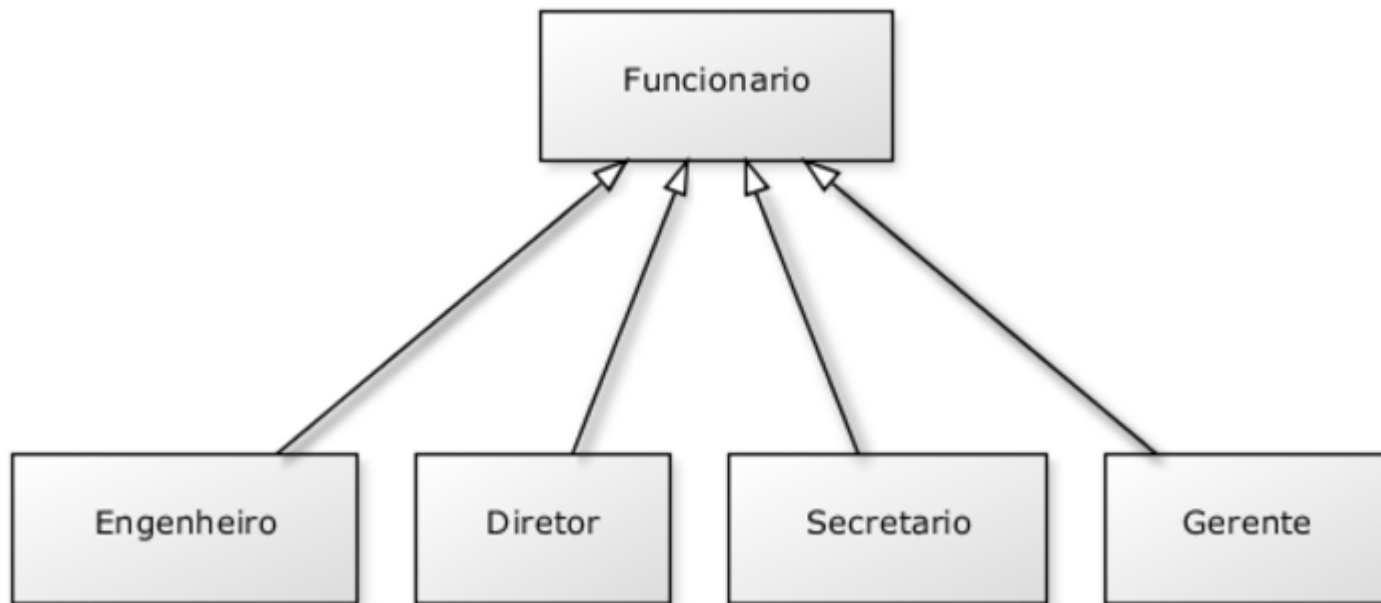 Funcionario
Engenheiro
Diretor
Secretario
Gerente